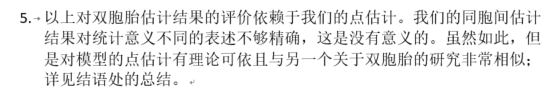 5. 以上对双胞胎估计结果的评价依赖于我们的点估计。我们的同胞间估计
结果对统计意义不同的表述不够精确，这是没有意义的。虽然如此，但
是对模型的点估计有理论可依且与另一个关于双胞胎的研究非常相似；
详见结语处的总结。